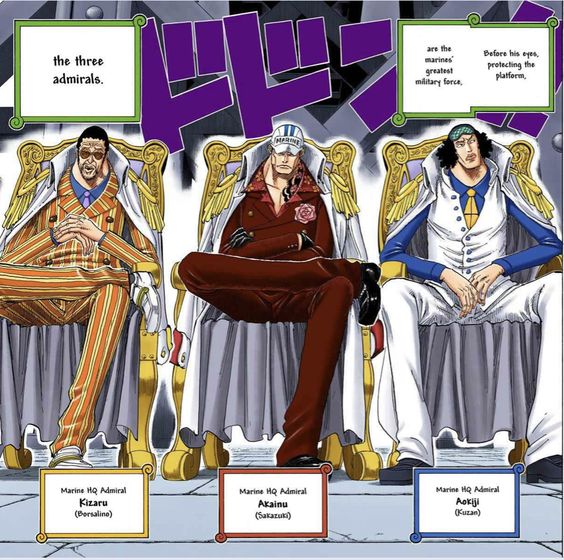 Before his eyes,
protecting the
platform,
are the
marines'
greatest
military force,
the three
admirals.
ドドン!!
MARINE
Marine HQ Admiral
Aokiji
(Kuzan)
Marine HQ Admiral
Akainu
(Sakazuki)
Marine HQ Admiral
Kizaru
(Borsalino)